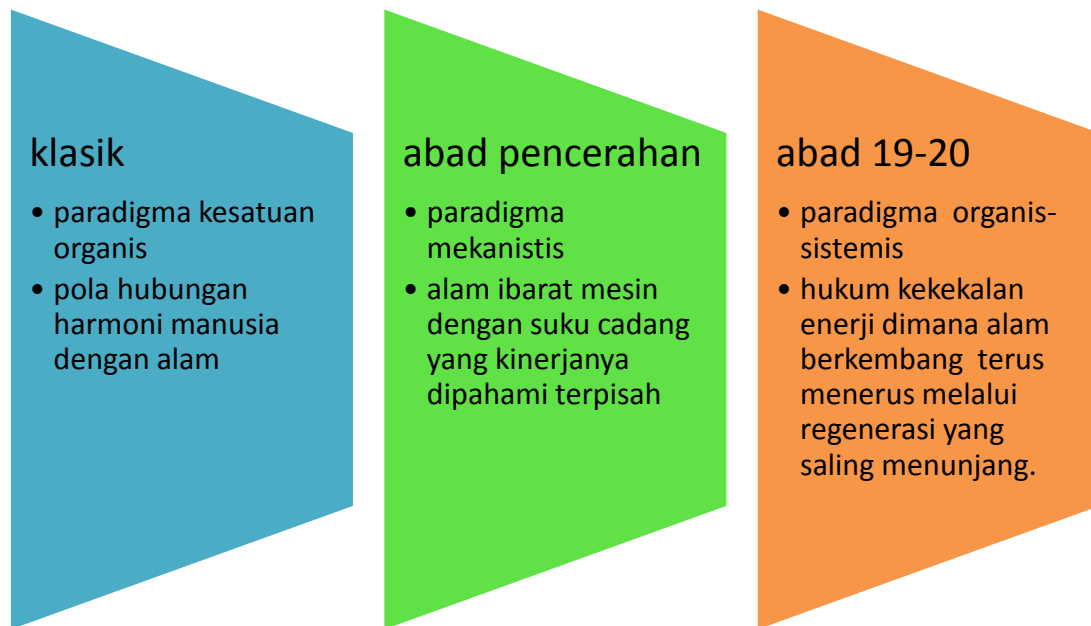 klasik
• paradigma kesatuan
organis
• pola hubungan
harmoni manusia
dengan alam
abad pencerahan
• paradigma
mekanistis
• alam ibarat mesin
dengan suku cadang
yang kinerjanya
dipahami terpisah
abad 19-20
• paradigma organis-
sistemis
• hukum kekekalan
enerji dimana alam
berkembang terus
menerus melalui
regenerasi yang
saling menunjang.